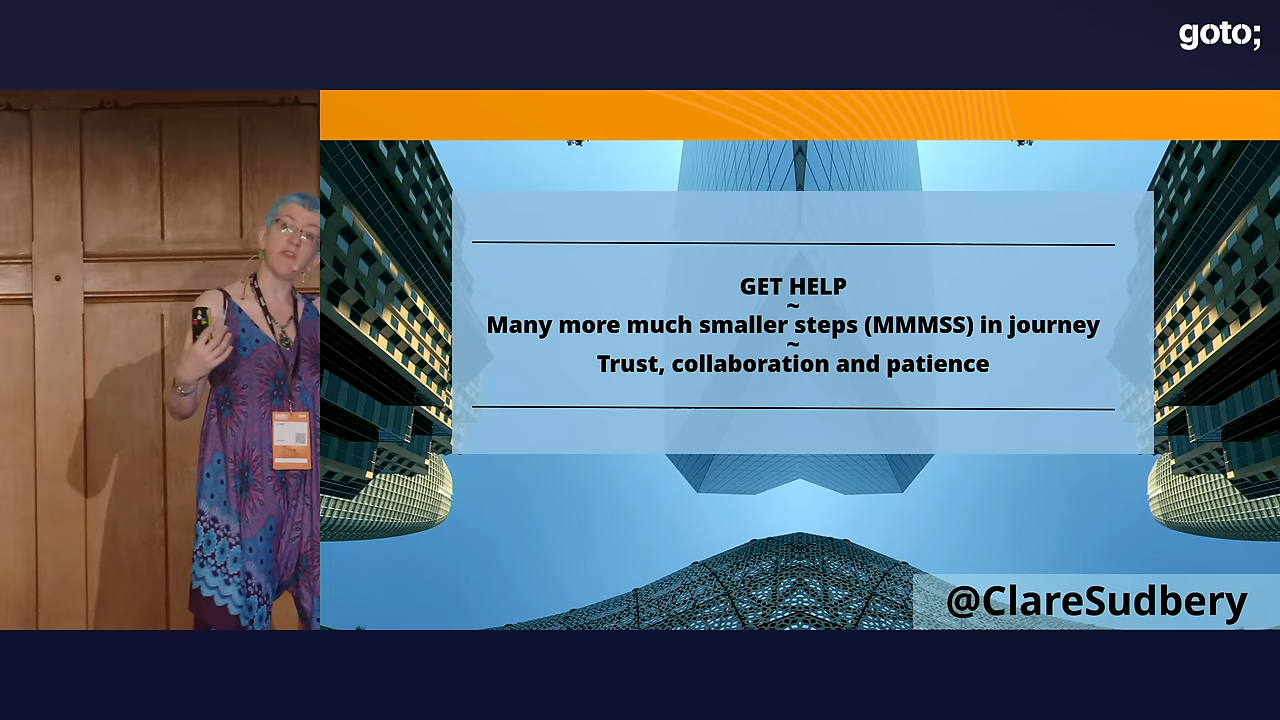 goto;
GET HELP
~
Many more much smaller steps (MMMSS) in journey
~
Trust, collaboration and patience
@ClareSudbery